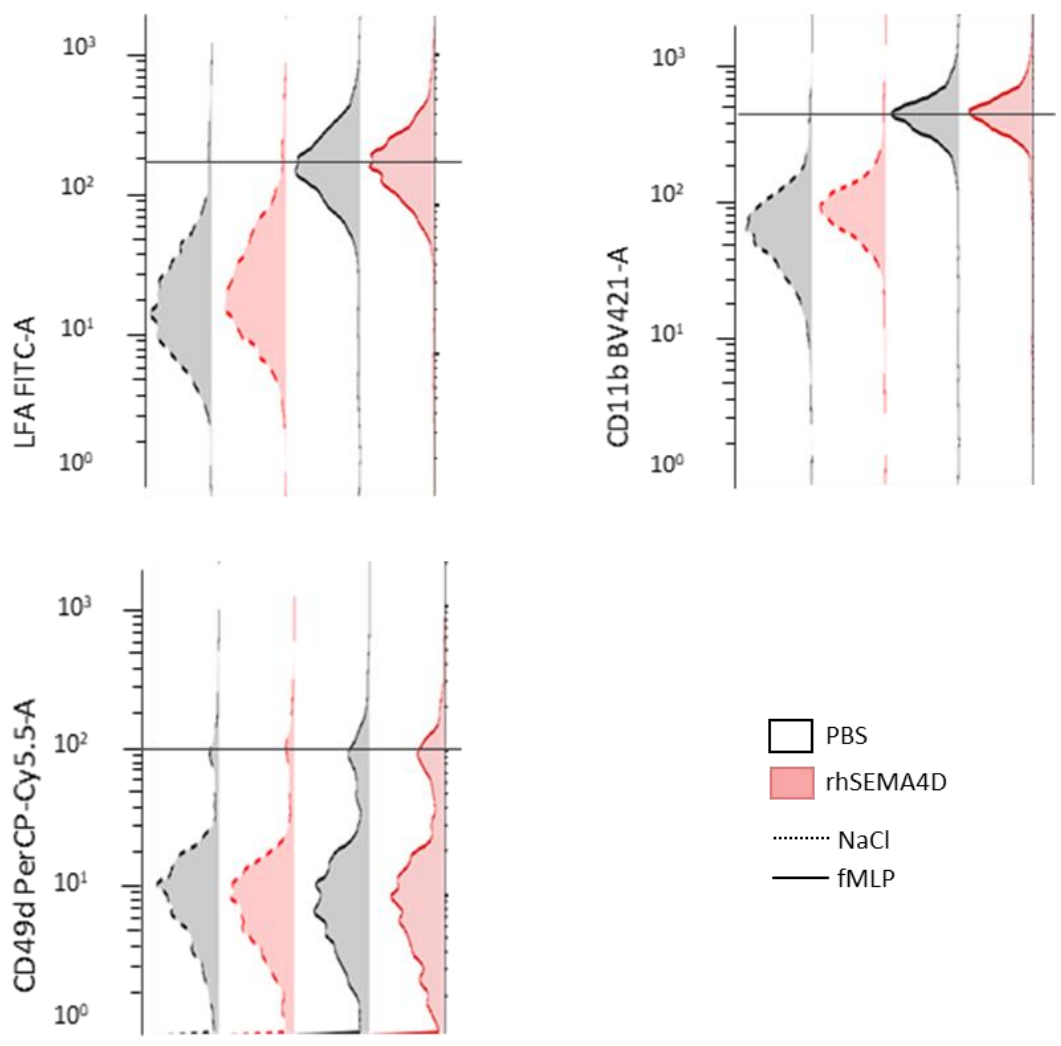 LFA FITC-A
10³
10²
10¹
10⁰
CD11b BV421-A
10³
10²
10¹
10⁰
CD49d PerCP-Cy5.5-A
10³
10²
10¹
10⁰
PBS
rhSEMA4D
NaCl
fMLP